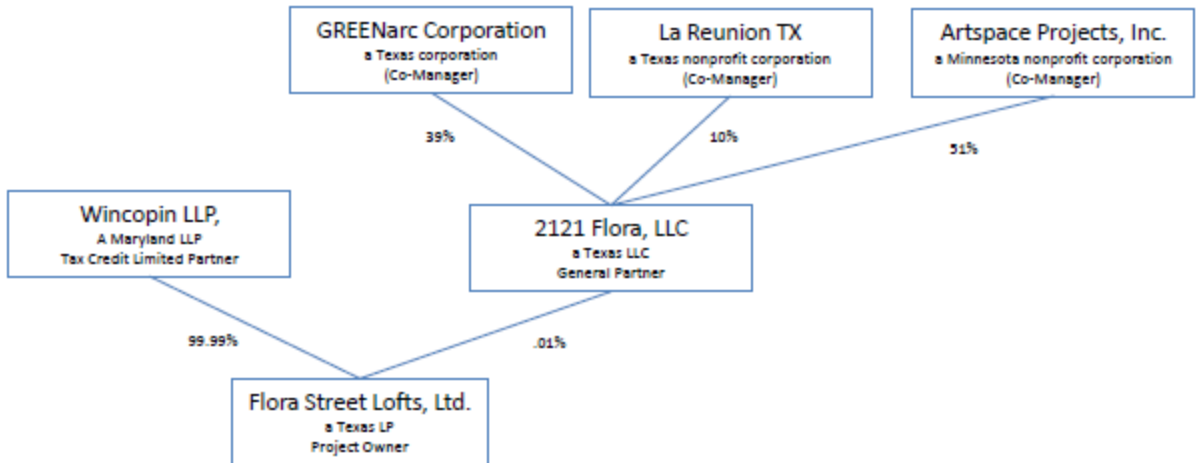 GREENarc Corporation
a Texas corporation
(Co-Manager)
La Reunion TX
a Texas nonprofit corporation
(Co-Manager)
Artspace Projects, Inc.
a Minnesota nonprofit corporation
(Co-Manager)
39%
10%
51%
Wincopin LLP,
A Maryland LLP
Tax Credit Limited Partner
2121 Flora, LLC
a Texas LLC
General Partner
99.99%
.01%
Flora Street Lofts, Ltd.
a Texas LP
Project Owner